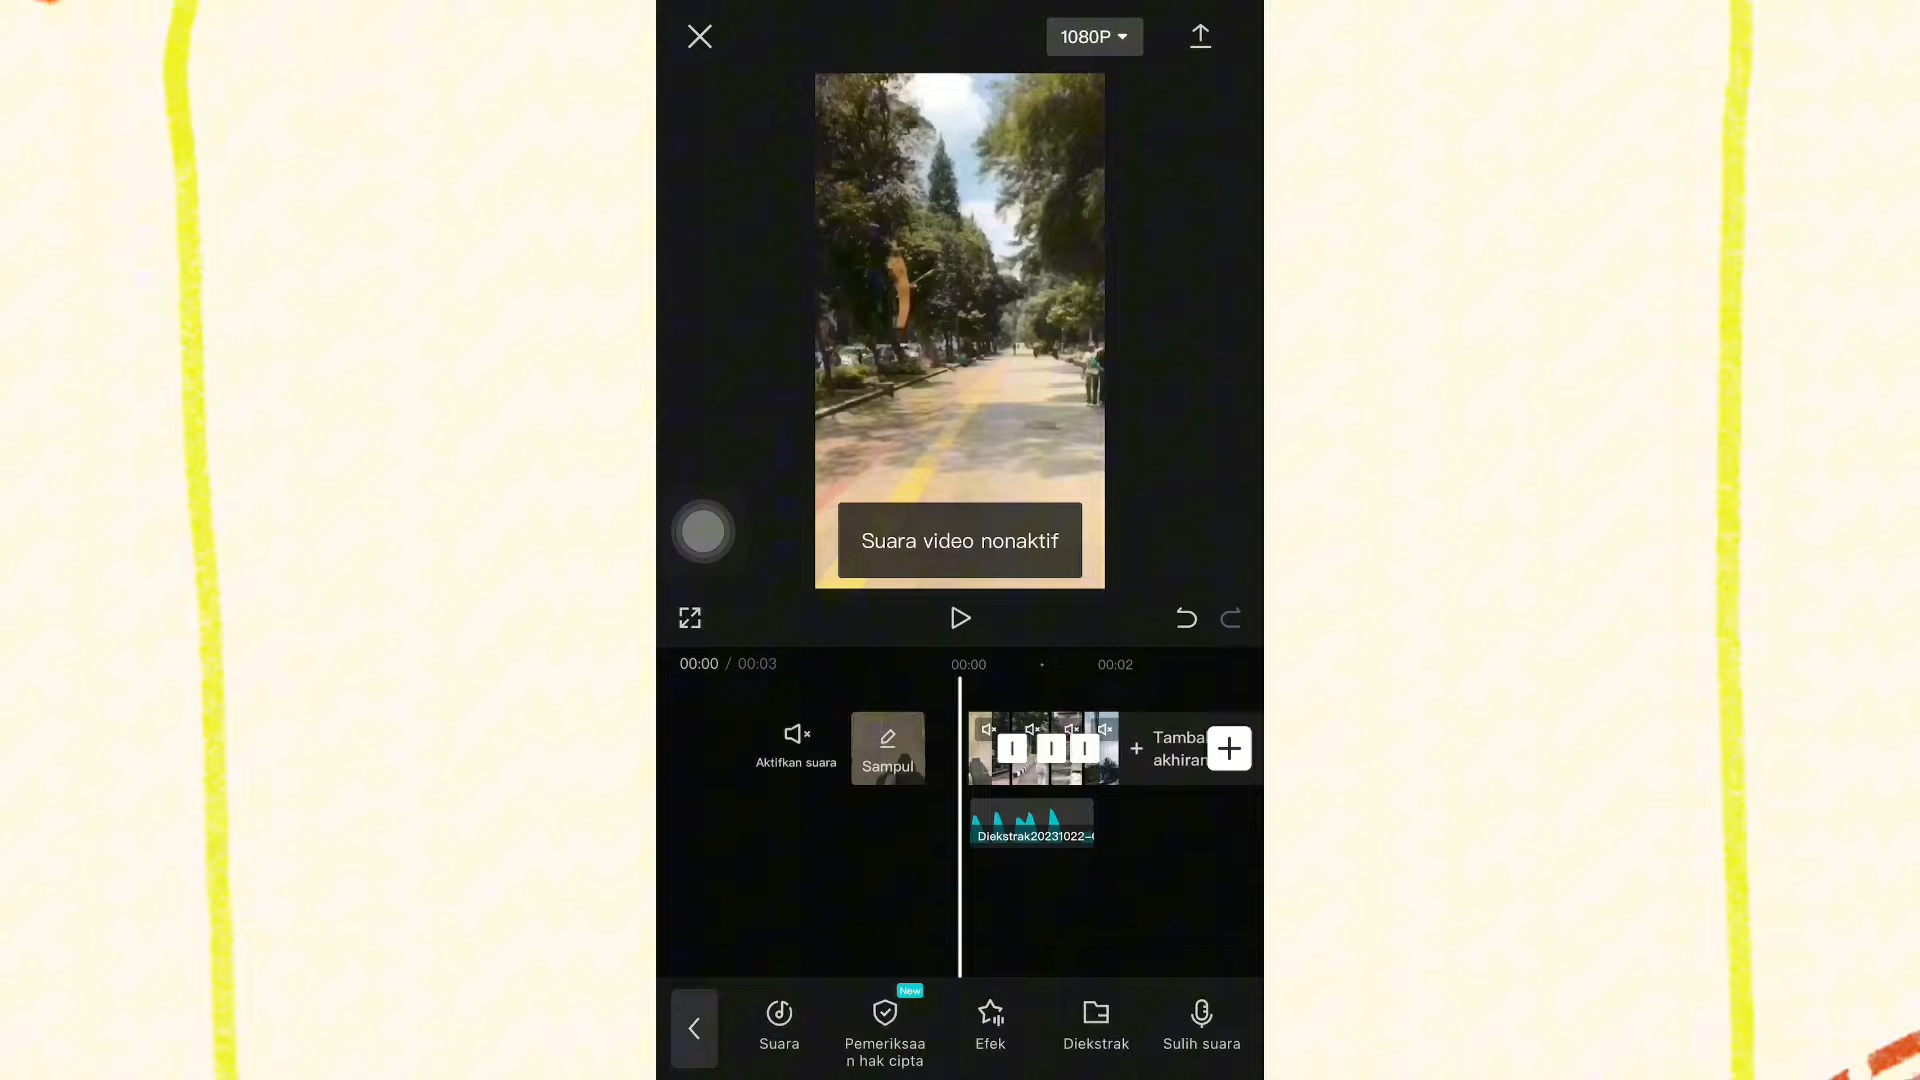 1080P
Suara video nonaktif
00:00 / 00:03
00:00
00:02
Aktifkan suara
Sampul
+ Tamba
akhiran
Diekstrak20231022-
New
Suara
Pemeriksaa
n hak cipta
Efek
Diekstrak
Sulih suara